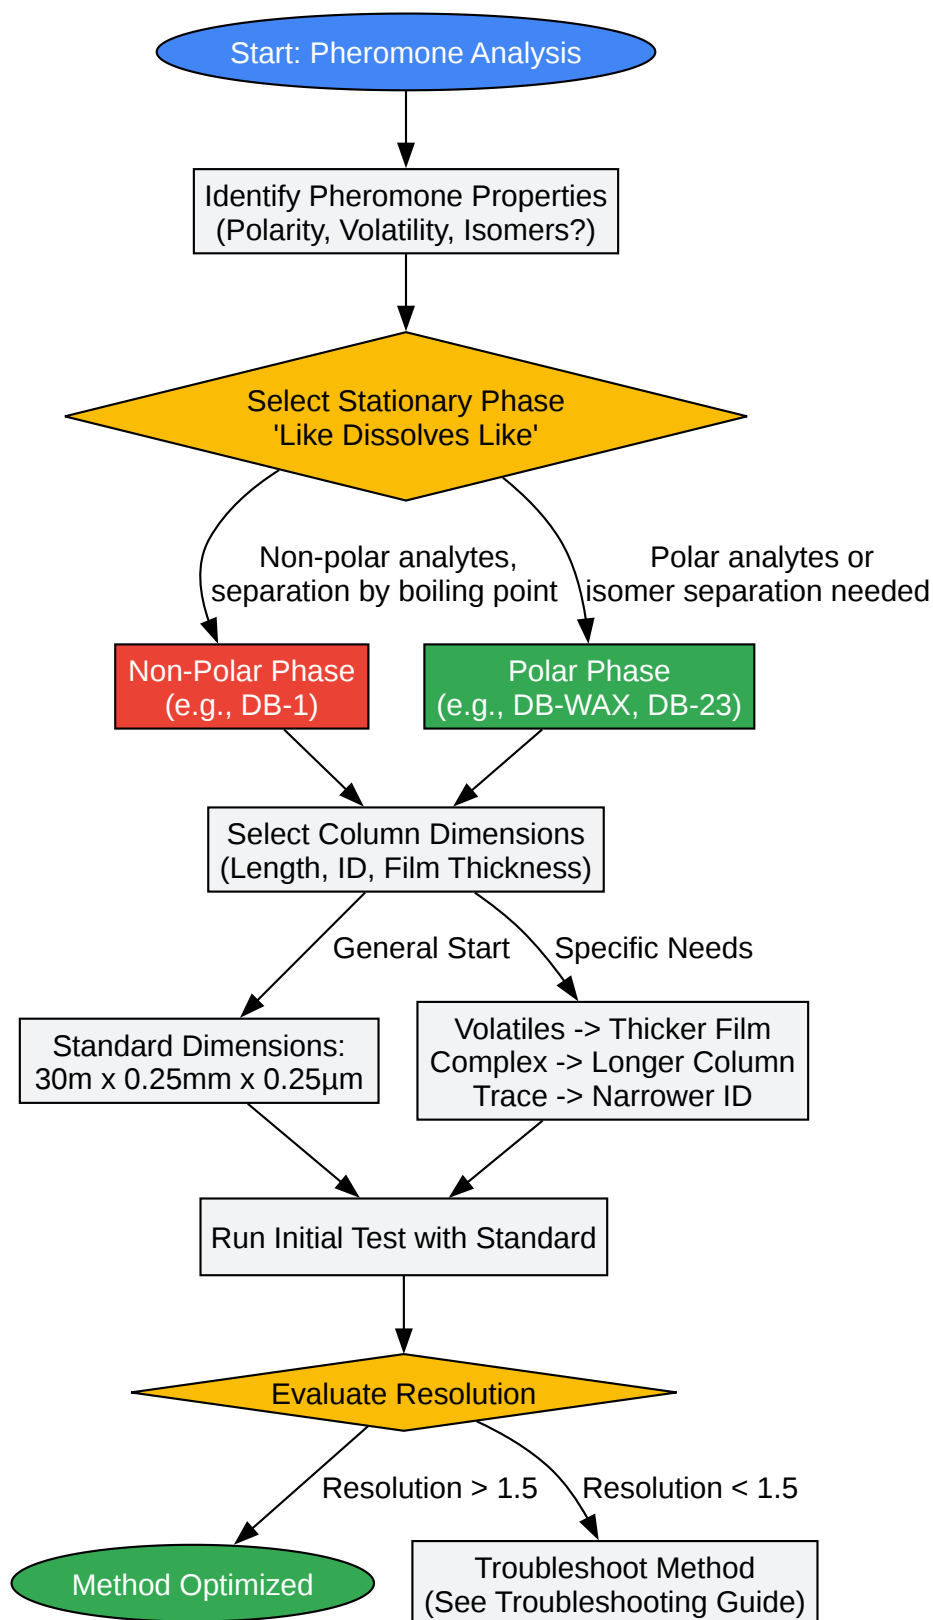 Start: Pheromone Analysis
Identify Pheromone Properties
(Polarity, Volatility, Isomers?)
Select Stationary Phase
'Like Dissolves Like'
Non-polar analytes,
separation by boiling point
Polar analytes or
isomer separation needed
Non-Polar Phase
(e.g., DB-1)
Polar Phase
(e.g., DB-WAX, DB-23)
Select Column Dimensions
(Length, ID, Film Thickness)
General Start
Specific Needs
Standard Dimensions:
30m x 0.25mm x 0.25µm
Volatiles -> Thicker Film
Complex -> Longer Column
Trace -> Narrower ID
Run Initial Test with Standard
Evaluate Resolution
Resolution > 1.5
Resolution < 1.5
Method Optimized
Troubleshoot Method
(See Troubleshooting Guide)